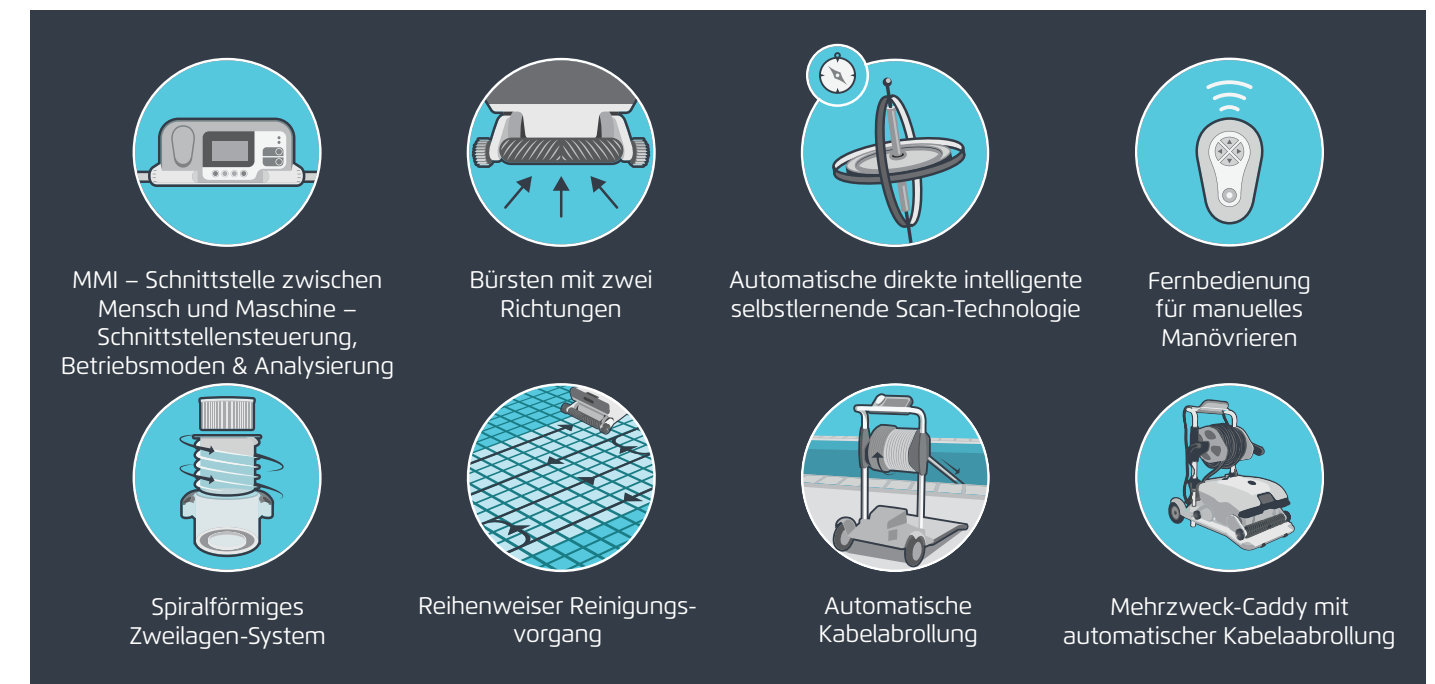 MMI – Schnittstelle zwischen
Mensch und Maschine –
Schnittstellensteuerung,
Betriebsmoden & Analysierung
Bürsten mit zwei
Richtungen
Automatische direkte intelligente
selbstlernende Scan-Technologie
Fernbedienung
für manuelles
Manövrieren
Spiralförmiges
Zweilagen-System
Reihenweiser Reinigungs-
vorgang
Automatische
Kabelabrollung
Mehrzweck-Caddy mit
automatischer Kabelaabrollung